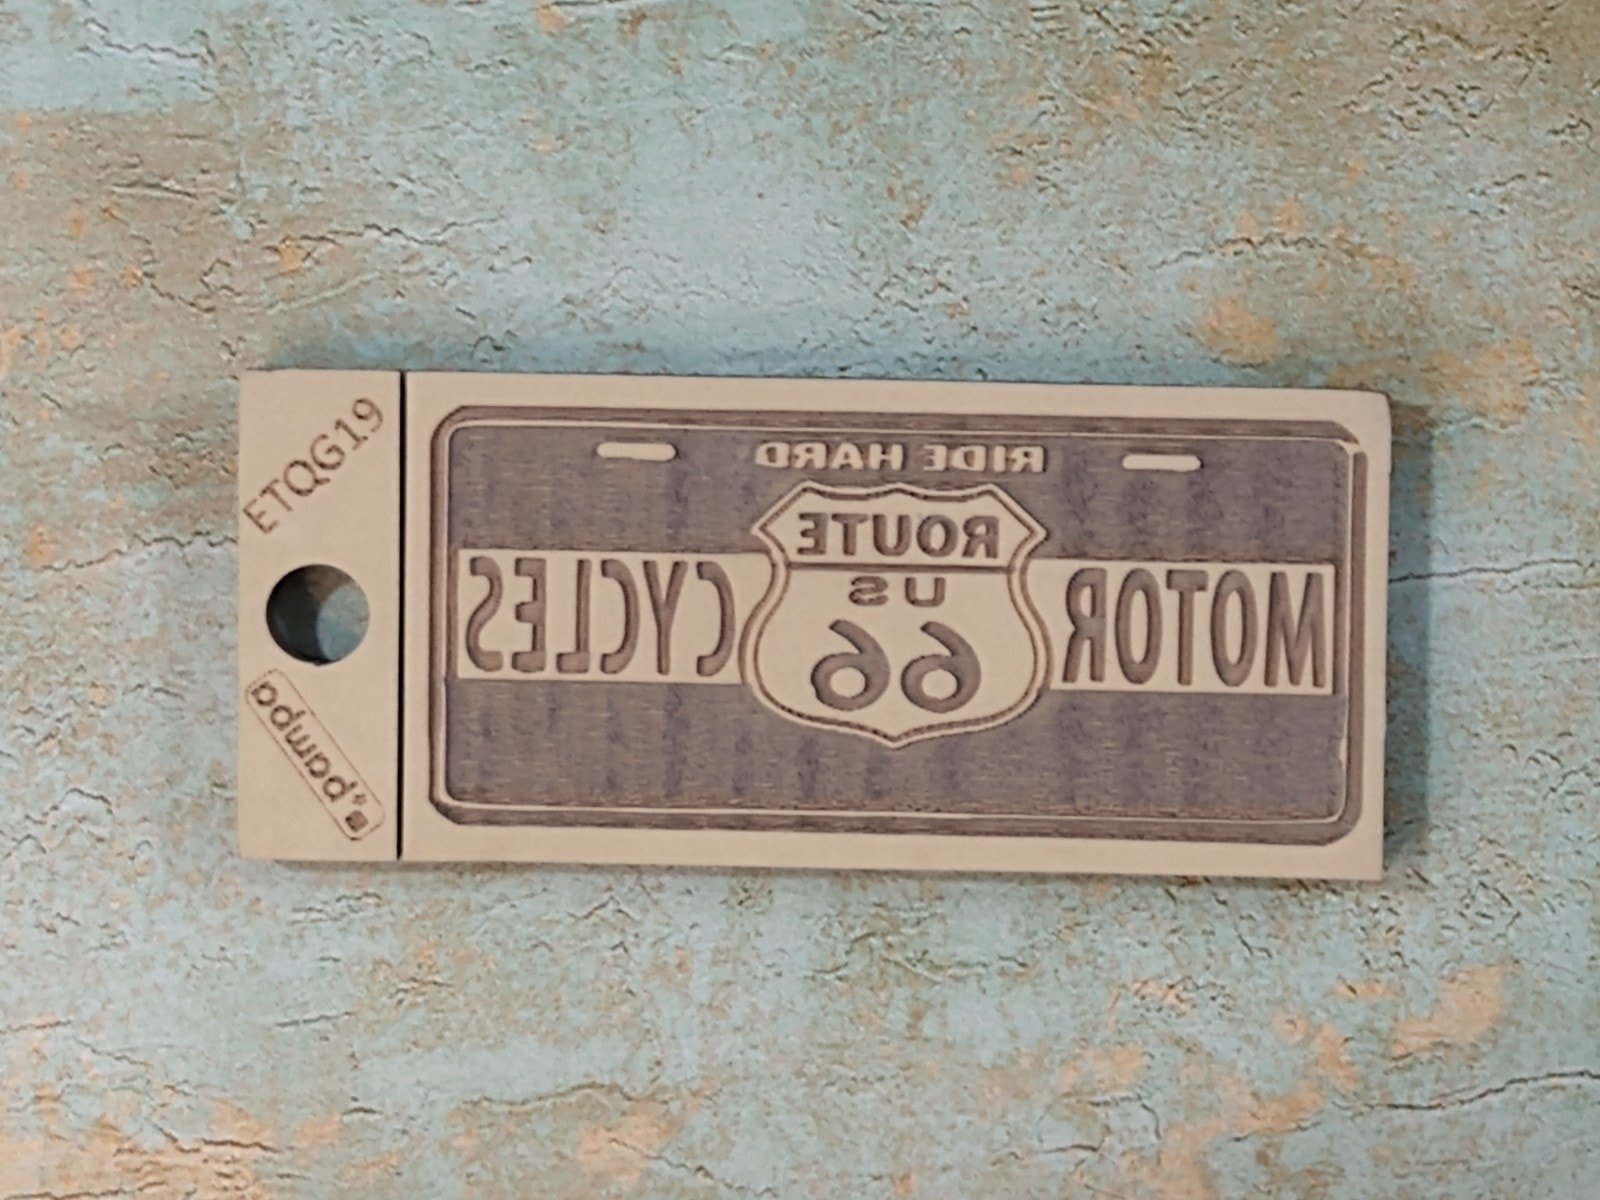 ETQG19
pampa
RIDE HARD
ROUTE
US
66
MOTOR CYCLES